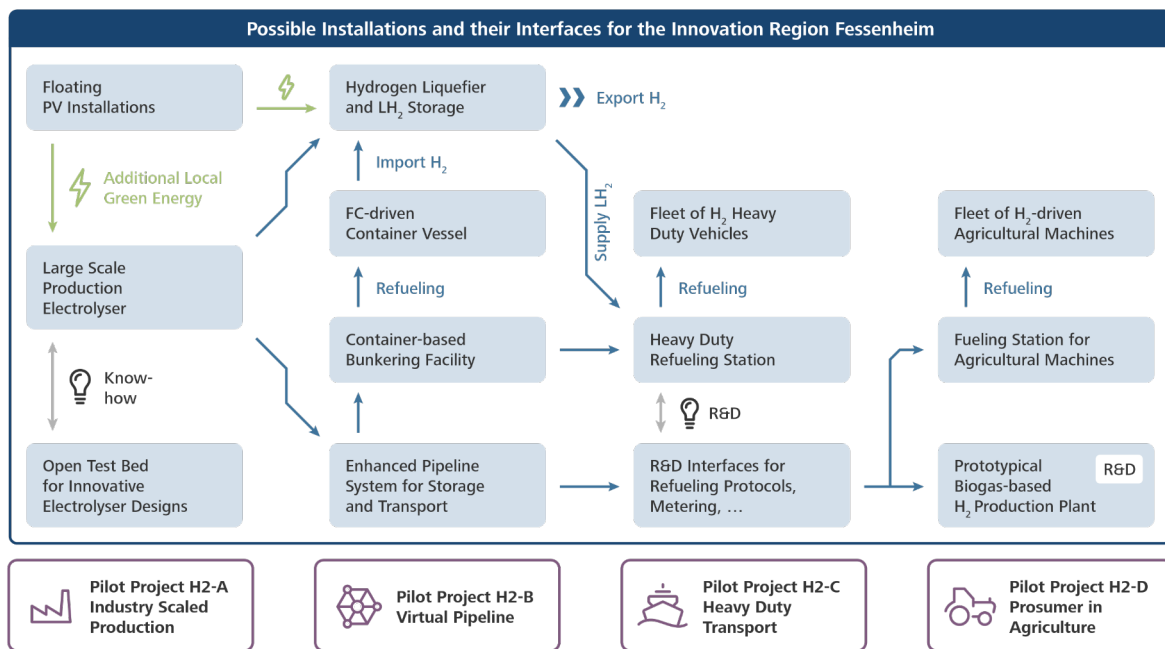 Possible Installations and their Interfaces for the Innovation Region Fessenheim
Floating
PV Installations
Hydrogen Liquefier
and LH₂ Storage
Export H₂
Additional Local
Green Energy
Import H₂
Supply LH₂
FC-driven
Container Vessel
Fleet of H₂ Heavy
Duty Vehicles
Fleet of H₂-driven
Agricultural Machines
Large Scale
Production
Electrolyser
Refueling
Refueling
Refueling
Container-based
Bunkering Facility
Heavy Duty
Refueling Station
Fueling Station for
Agricultural Machines
Know-
how
R&D
Open Test Bed
for Innovative
Electrolyser Designs
Enhanced Pipeline
System for Storage
and Transport
R&D Interfaces for
Refueling Protocols,
Metering, ...
Prototypical
Biogas-based
H₂ Production Plant
R&D
Pilot Project H2-A
Industry Scaled
Production
Pilot Project H2-B
Virtual Pipeline
Pilot Project H2-C
Heavy Duty
Transport
Pilot Project H2-D
Prosumer in
Agriculture